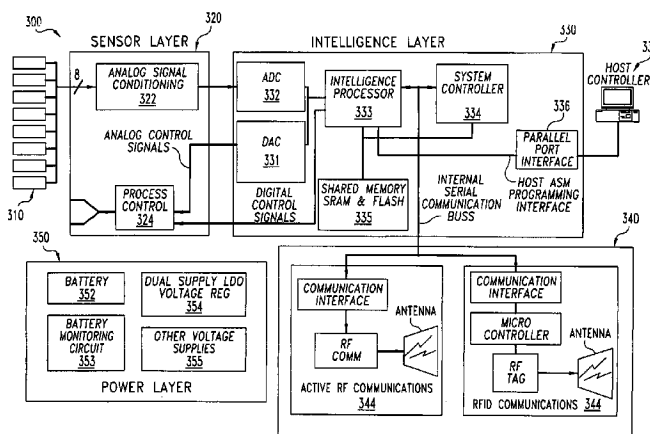 300
SENSOR LAYER
320
INTELLIGENCE LAYER
330
8
ANALOG SIGNAL
CONDITIONING
322
ADC
332
INTELLIGENCE
PROCESSOR
333
SYSTEM
CONTROLLER
334
HOST
CONTROLLER
336
PARALLEL
PORT
INTERFACE
ANALOG CONTROL
SIGNALS
DAC
331
310
PROCESS
CONTROL
324
DIGITAL
CONTROL
SIGNALS
SHARED MEMORY
SRAM & FLASH
335
INTERNAL
SERIAL
COMMUNICATION
BUSS
HOST ASM
PROGRAMMING
INTERFACE
340
350
BATTERY
352
DUAL SUPPLY LDO
VOLTAGE REG
354
BATTERY
MONITORING
CIRCUIT
353
OTHER VOLTAGE
SUPPLIES
355
POWER LAYER
COMMUNICATION
INTERFACE
RF
COMM
ANTENNA
ACTIVE RF COMMUNICATIONS
344
COMMUNICATION
INTERFACE
MICRO
CONTROLLER
RF
TAG
ANTENNA
RFID COMMUNICATIONS
344